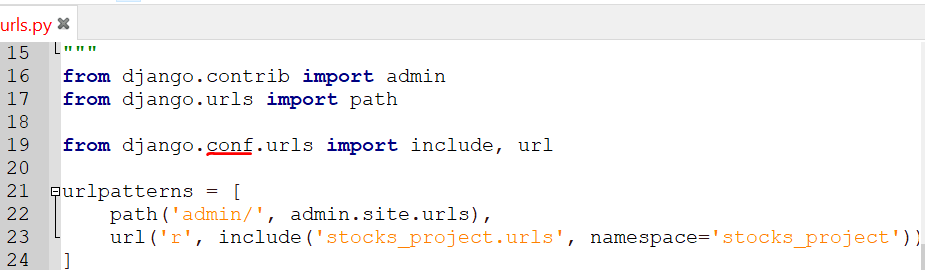 urls.py
15 """
16 from django.contrib import admin
17 from django.urls import path
18
19 from django.conf.urls import include, url
20
21 urlpatterns = [
22     path('admin/', admin.site.urls),
23     url('r', include('stocks_project.urls', namespace='stocks_project'))
24 ]